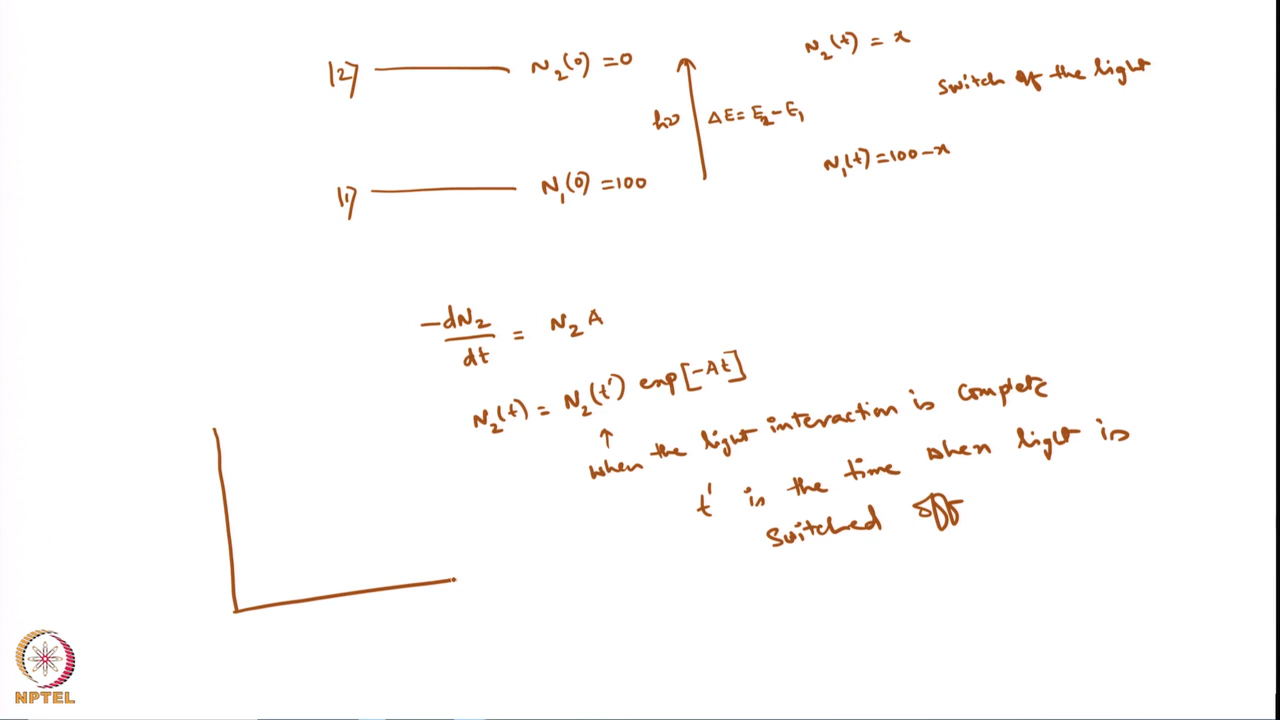 |2⟩ N₂(0) = 0
N₂(t) = x
Switch of the light
hν
ΔE = E₂ - E₁
|1⟩ N₁(0) = 100
N₁(t) = 100 - x
-dN₂/dt = N₂ A
N₂(t) = N₂(t') exp[-At]
↑
when the light interaction is complete
t' is the time when light is
switched off
NPTEL